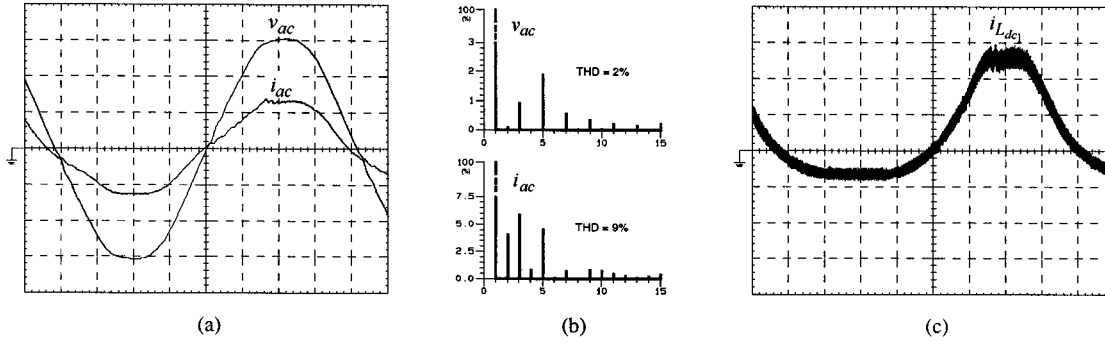 v_ac
i_ac
(a)
100
(%)
3
2
1
0
v_ac
THD = 2%
0 5 10 15
100
(%)
7.5
5.0
2.5
0.0
i_ac
THD = 9%
0 5 10 15
(b)
i_Ldc1
(c)